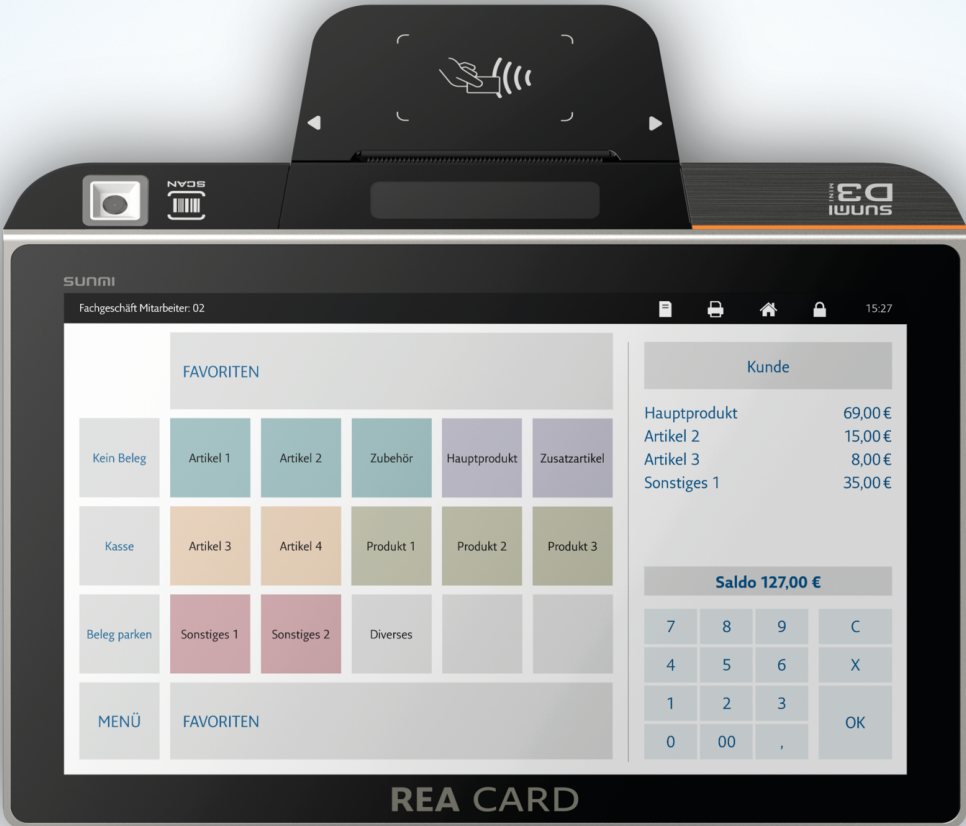 SCAN
SUNMI
D3
MINI
SUNMI
Fachgeschäft Mitarbeiter: 02
15:27
FAVORITEN
Kein Beleg
Artikel 1
Artikel 2
Zubehör
Hauptprodukt
Zusatzartikel
Kasse
Artikel 3
Artikel 4
Produkt 1
Produkt 2
Produkt 3
Beleg parken
Sonstiges 1
Sonstiges 2
Diverses
MENÜ
FAVORITEN
Kunde
Hauptprodukt 69,00 €
Artikel 2 15,00 €
Artikel 3 8,00 €
Sonstiges 1 35,00 €
Saldo 127,00 €
7 8 9 C
4 5 6 X
1 2 3
OK
0 00 ,
REA CARD